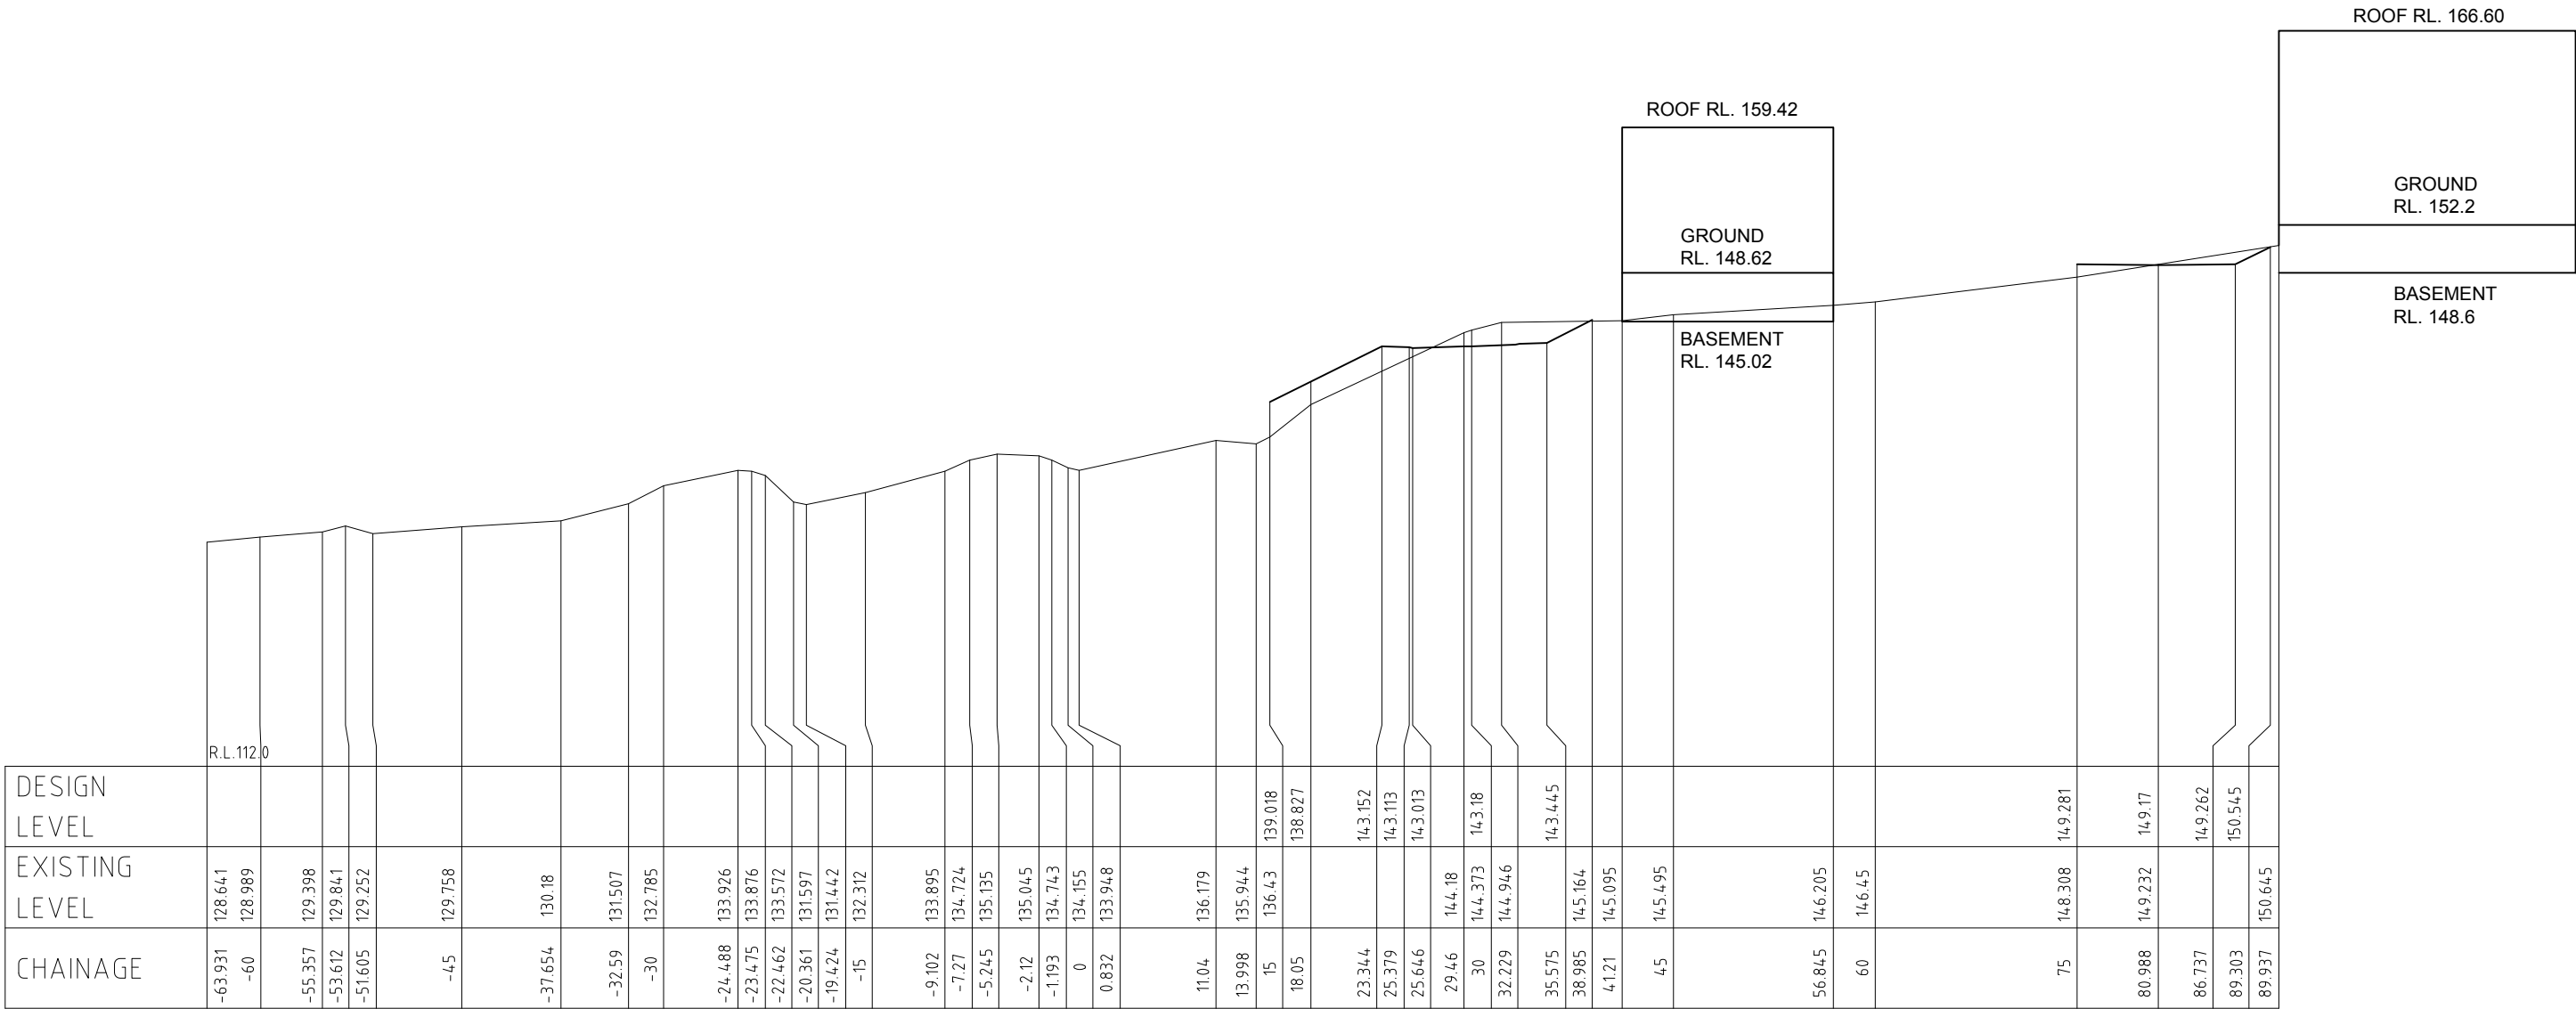 ROOF RL. 166.60
ROOF RL. 159.42
GROUND
RL. 152.2
GROUND
RL. 148.62
BASEMENT
RL. 148.6
BASEMENT
RL. 145.02
R.L.112.0
DESIGN
LEVEL
139.018 138.827 143.152 143.113 143.013 143.18 143.445 149.281 149.17 149.262 150.545
EXISTING
LEVEL
128.641 128.989 129.398 129.841 129.252 129.758 130.18 131.507 132.785 133.926 133.876 133.572 131.597 131.442 132.312 133.895 134.724 135.135 135.045 134.743 134.155 133.948 136.179 135.944 136.43 144.18 144.373 144.946 145.164 145.095 145.495 146.205 146.45 148.308 149.232 150.645
CHAINAGE
-63.931 -60 -55.357 -53.612 -51.605 -45 -37.654 -32.59 -30 -24.488 -23.475 -22.462 -20.361 -19.424 -15 -9.102 -7.27 -5.245 -2.12 -1.193 0 0.832 11.04 13.998 15 18.05 23.344 25.379 25.646 29.46 30 32.229 35.575 38.985 41.21 45 56.845 60 75 80.988 86.737 89.303 89.937